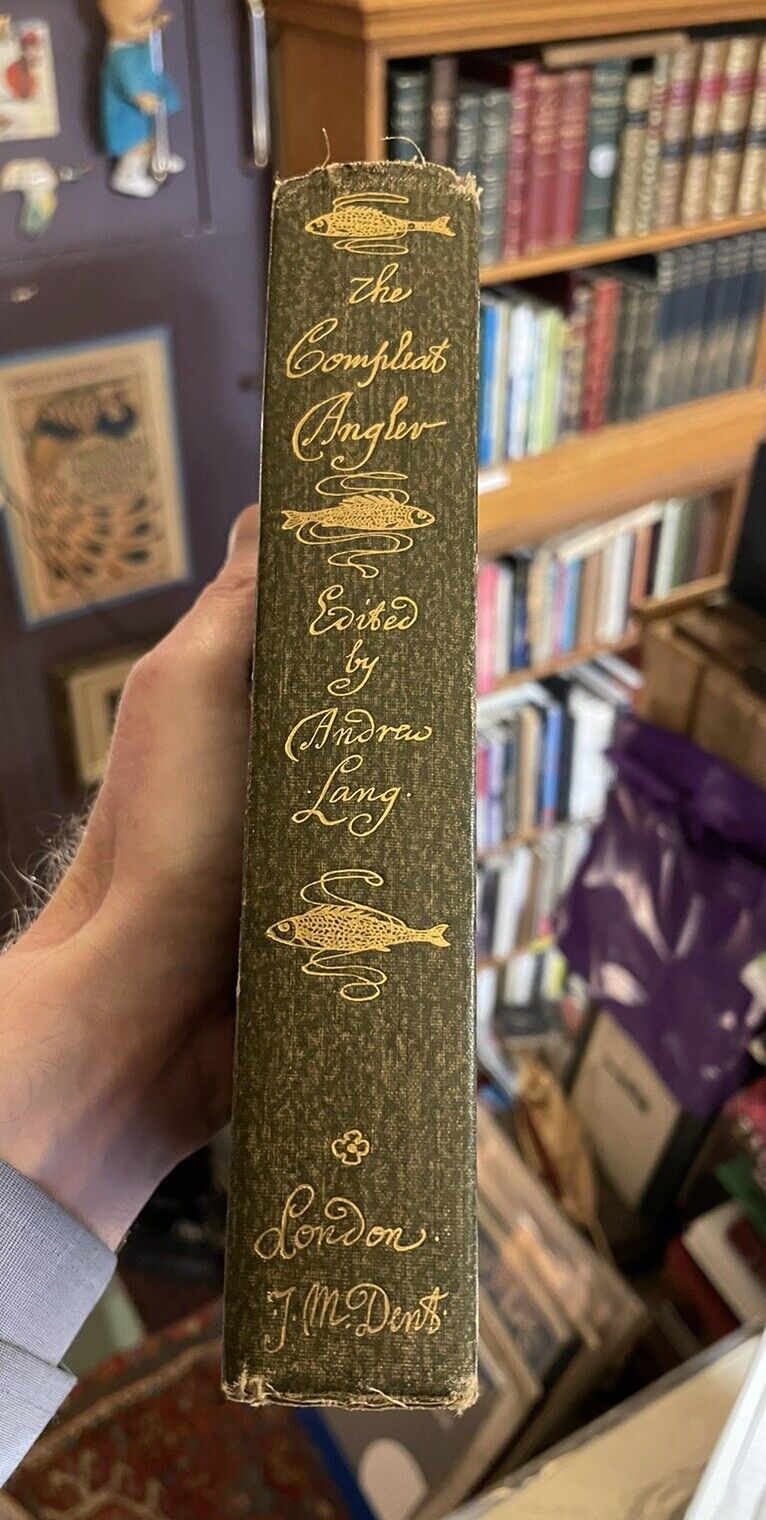 The
Compleat
Angler
Edited
by
Andrew
·Lang·
London·
J.M.Dent·